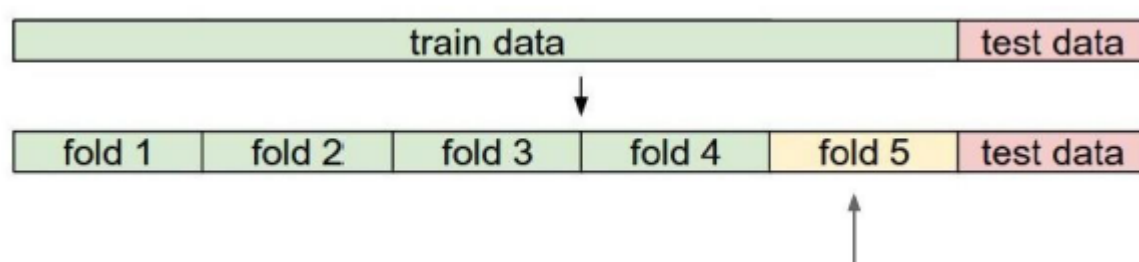 train data test data
fold 1 fold 2 fold 3 fold 4 fold 5 test data